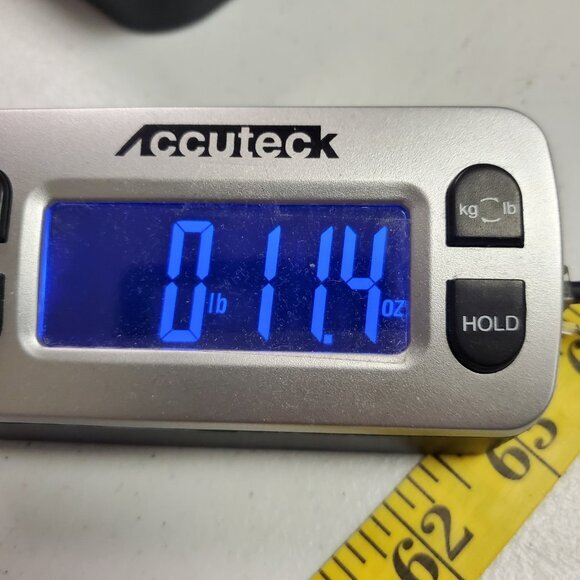 ACCUTECK
kg lb
0 lb 11.4 oz
HOLD
62 63